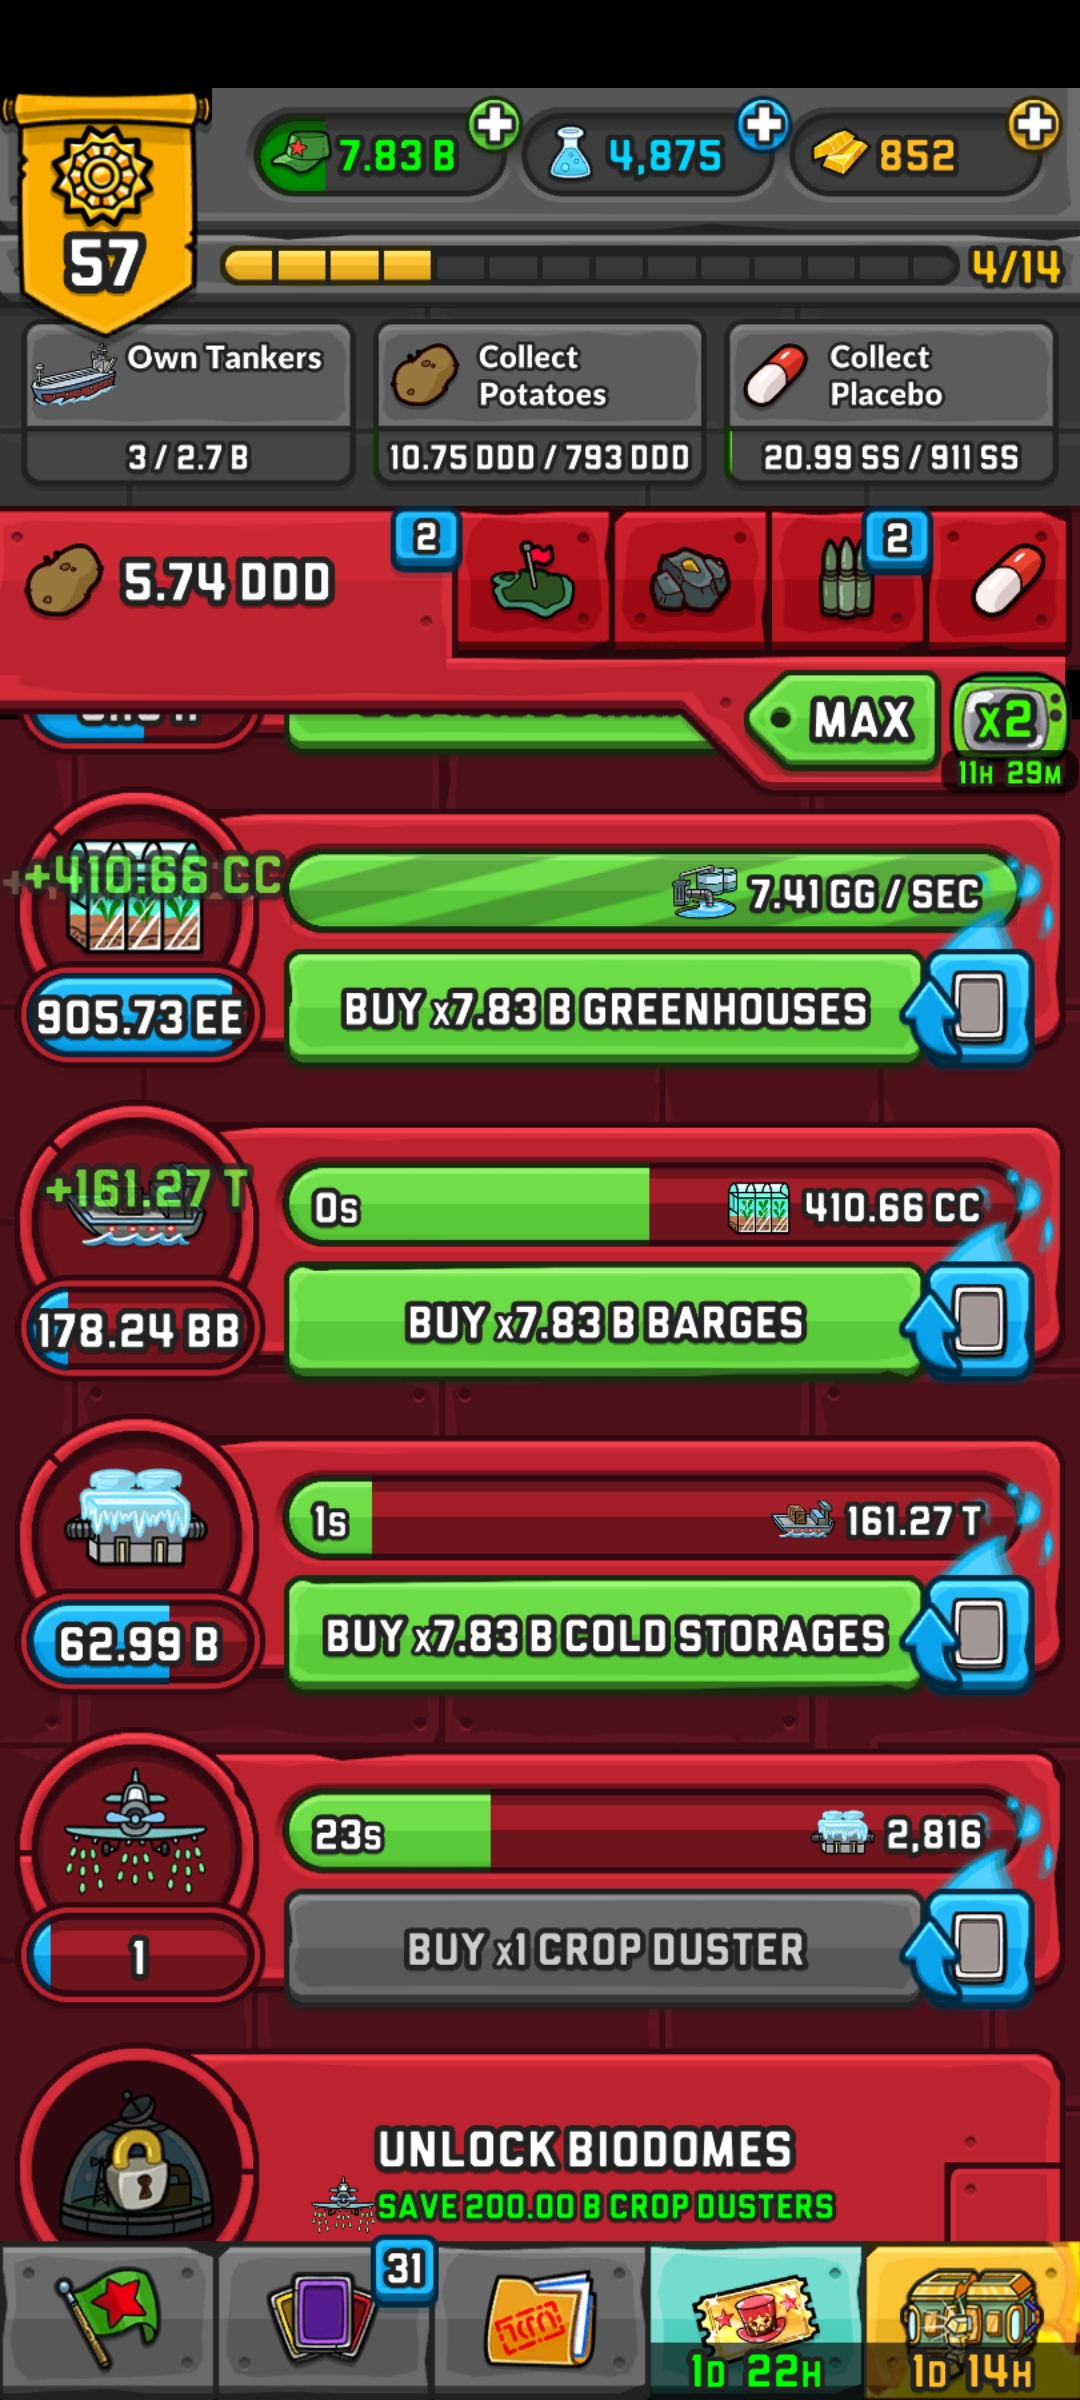 7.83 B
4,875
852
57
4/14
Own Tankers
3 / 2.7 B
Collect
Potatoes
10.75 DDD / 793 DDD
Collect
Placebo
20.99 SS / 911 SS
5.74 DDD
2
2
MAX
x2
11H 29M
+410.66 CC
7.41 GG / SEC
905.73 EE
BUY x7.83 B GREENHOUSES
+161.27 T
0s
410.66 CC
178.24 BB
BUY x7.83 B BARGES
1s
161.27 T
62.99 B
BUY x7.83 B COLD STORAGES
23s
2,816
1
BUY x1 CROP DUSTER
UNLOCK BIODOMES
SAVE 200.00 B CROP DUSTERS
31
1D 22H
1D 14H